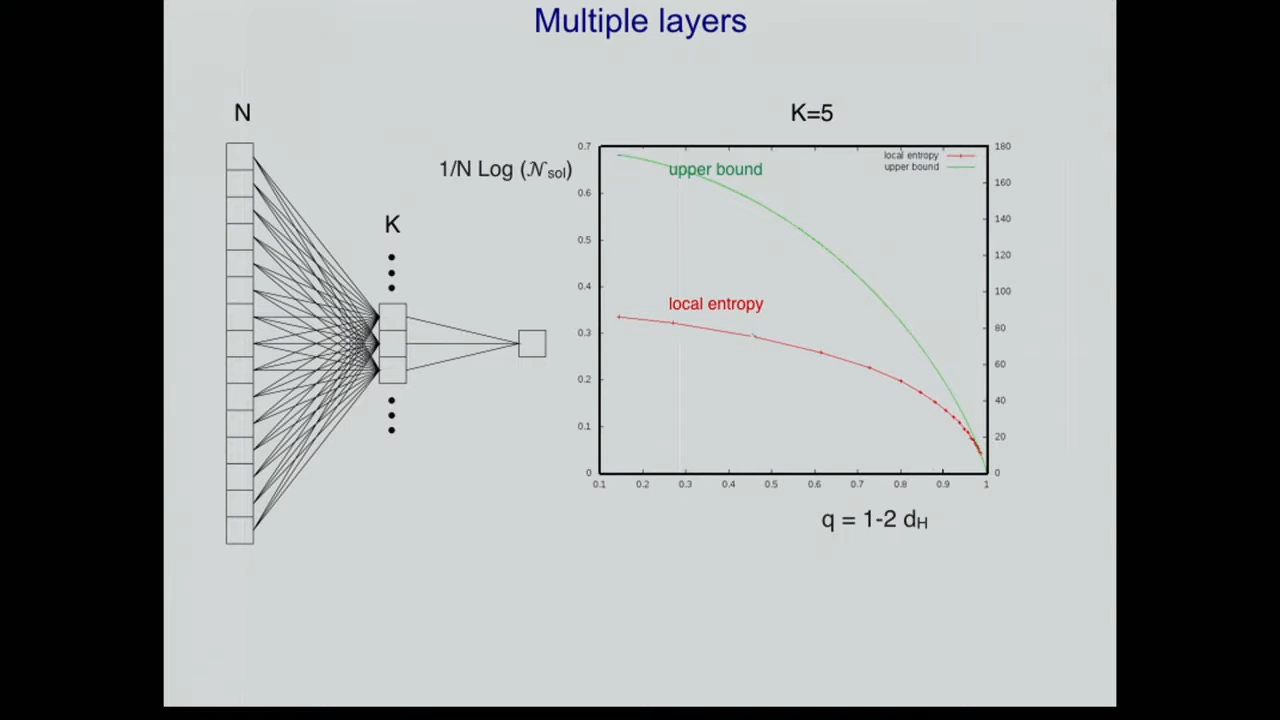 Multiple layers
N
K
1/N Log (𝒩sol)
K=5
upper bound
local entropy
local entropy
upper bound
0.7
0.6
0.5
0.4
0.3
0.2
0.1
0
180
160
140
120
100
80
60
40
20
0
0.1 0.2 0.3 0.4 0.5 0.6 0.7 0.8 0.9 1
q = 1-2 dH